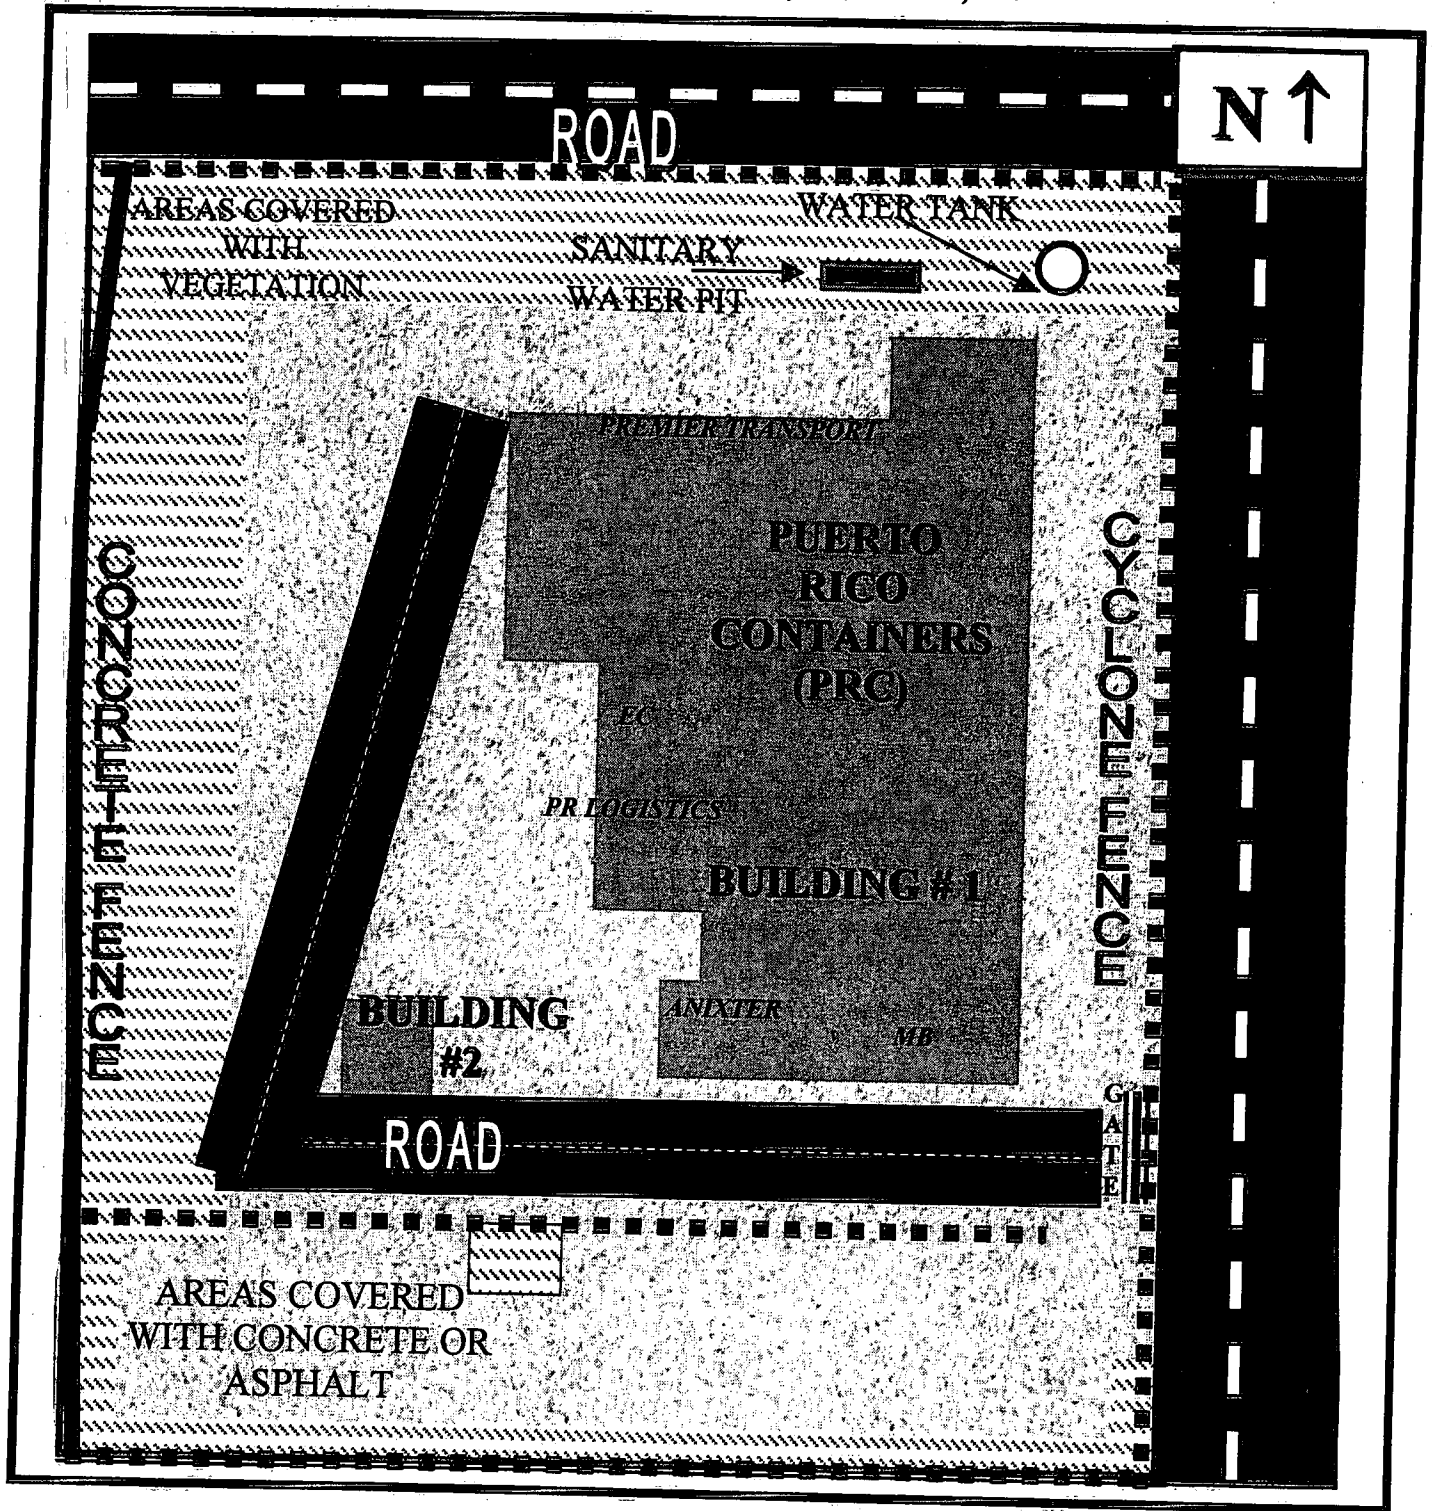 N
ROAD
AREAS COVERED
WITH
VEGETATION
WATER TANK
SANITARY
WATER PIT
PREMIER TRANSPORT
PUERTO
RICO
CONTAINERS
(PRC)
CYCLONE FENCE
CONCRETE FENCE
EC
PR LOGISTICS
BUILDING # 1
ANIXTER
MB
BUILDING
#2
GATE
ROAD
AREAS COVERED
WITH CONCRETE OR
ASPHALT